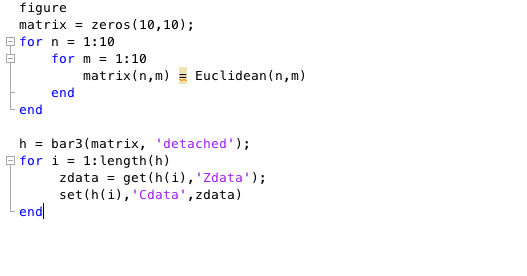 figure
matrix = zeros(10,10);
for n = 1:10
    for m = 1:10
        matrix(n,m) = Euclidean(n,m)
    end
end

h = bar3(matrix, 'detached');
for i = 1:length(h)
     zdata = get(h(i),'Zdata');
     set(h(i),'Cdata',zdata)
end